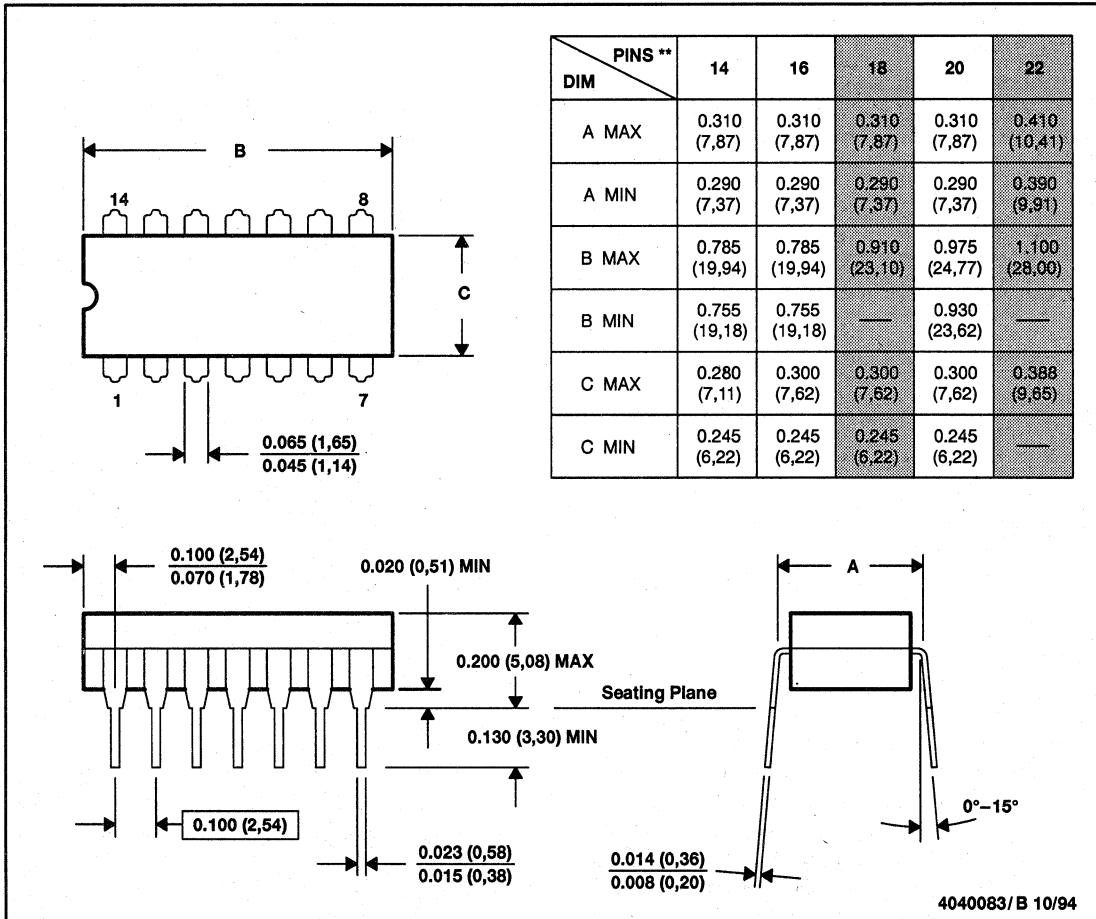 PINS ** 14 16 18 20 22
DIM
A MAX 0.310 (7,87) 0.310 (7,87) 0.310 (7,87) 0.310 (7,87) 0.410 (10,41)
A MIN 0.290 (7,37) 0.290 (7,37) 0.290 (7,37) 0.290 (7,37) 0.390 (9,91)
B MAX 0.785 (19,94) 0.785 (19,94) 0.910 (23,10) 0.975 (24,77) 1.100 (28,00)
B MIN 0.755 (19,18) 0.755 (19,18) — 0.930 (23,62) —
C MAX 0.280 (7,11) 0.300 (7,62) 0.300 (7,62) 0.300 (7,62) 0.388 (9,65)
C MIN 0.245 (6,22) 0.245 (6,22) 0.245 (6,22) 0.245 (6,22) —
B
14 8
C
1 7
0.065 (1,65)
0.045 (1,14)
0.100 (2,54)
0.070 (1,78)
0.020 (0,51) MIN
0.200 (5,08) MAX
Seating Plane
0.130 (3,30) MIN
0.100 (2,54)
0.023 (0,58)
0.015 (0,38)
A
0°–15°
0.014 (0,36)
0.008 (0,20)
4040083/B 10/94